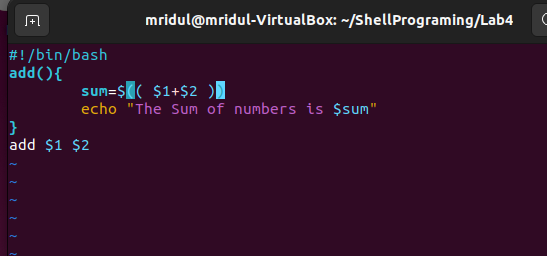 mridul@mridul-VirtualBox: ~/ShellPrograming/Lab4
#!/bin/bash
add(){
        sum=$(( $1+$2 ))
        echo "The Sum of numbers is $sum"
}
add $1 $2
~
~
~
~
~
~